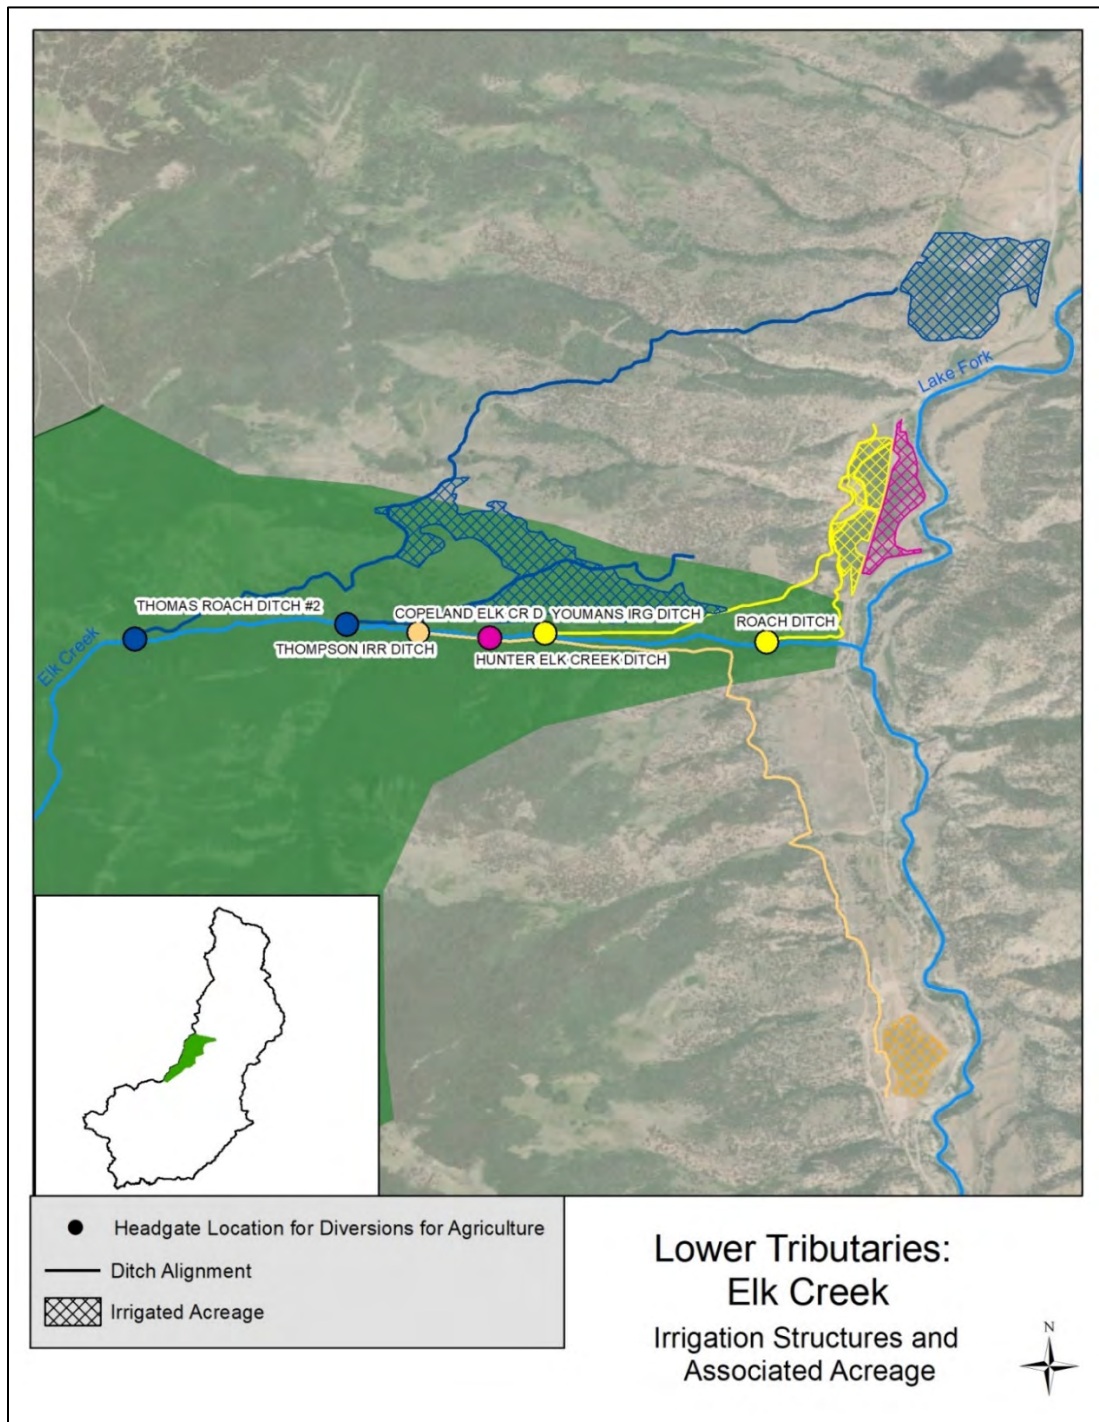 Lake Fork
THOMAS ROACH DITCH #2
COPELAND ELK CR D
YOUMANS IRG DITCH
ROACH DITCH
Elk Creek
THOMPSON IRR DITCH
HUNTER ELK CREEK DITCH
Headgate Location for Diversions for Agriculture
Ditch Alignment
Irrigated Acreage
Lower Tributaries:
Elk Creek
Irrigation Structures and
Associated Acreage
N